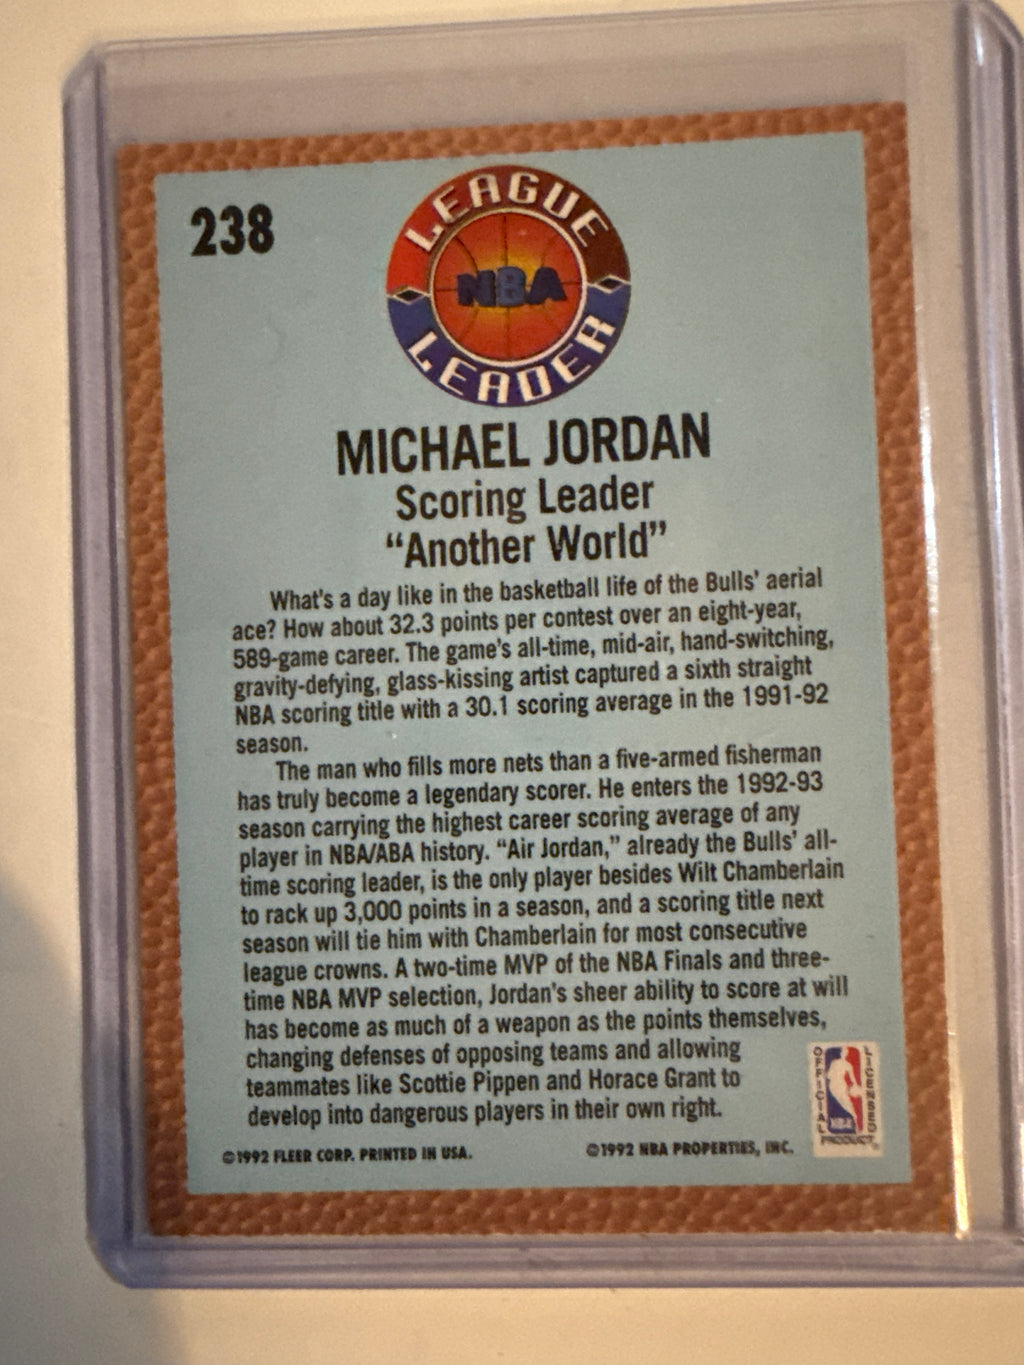 238
LEAGUE
NBA
LEADER
MICHAEL JORDAN
Scoring Leader
“Another World”
What's a day like in the basketball life of the Bulls' aerial
ace? How about 32.3 points per contest over an eight-year,
589-game career. The game's all-time, mid-air, hand-switching,
gravity-defying, glass-kissing artist captured a sixth straight
NBA scoring title with a 30.1 scoring average in the 1991-92
season.
The man who fills more nets than a five-armed fisherman
has truly become a legendary scorer. He enters the 1992-93
season carrying the highest career scoring average of any
player in NBA/ABA history. “Air Jordan,” already the Bulls' all-
time scoring leader, is the only player besides Wilt Chamberlain
to rack up 3,000 points in a season, and a scoring title next
season will tie him with Chamberlain for most consecutive
league crowns. A two-time MVP of the NBA Finals and three-
time NBA MVP selection, Jordan's sheer ability to score at will
has become as much of a weapon as the points themselves,
changing defenses of opposing teams and allowing
teammates like Scottie Pippen and Horace Grant to
develop into dangerous players in their own right.
OFFICIAL
LICENSED
NBA
PRODUCT
©1992 FLEER CORP. PRINTED IN USA.
©1992 NBA PROPERTIES, INC.